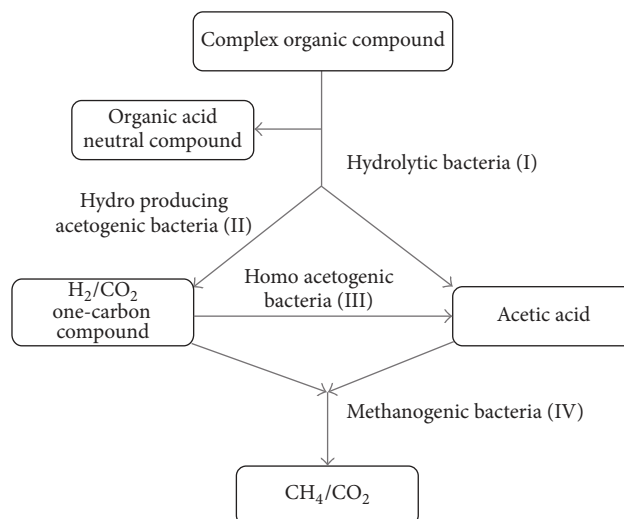 Complex organic compound
Organic acid
neutral compound
Hydrolytic bacteria (I)
Hydro producing
acetogenic bacteria (II)
H₂/CO₂
one-carbon
compound
Homo acetogenic
bacteria (III)
Acetic acid
Methanogenic bacteria (IV)
CH₄/CO₂